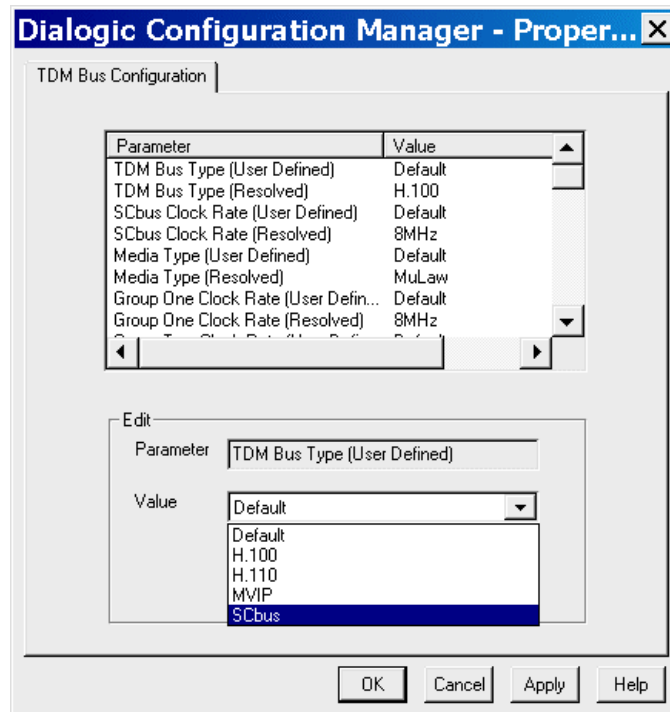 Dialogic Configuration Manager - Proper...
TDM Bus Configuration
Parameter Value
TDM Bus Type (User Defined) Default
TDM Bus Type (Resolved) H.100
SCbus Clock Rate (User Defined) Default
SCbus Clock Rate (Resolved) 8MHz
Media Type (User Defined) Default
Media Type (Resolved) MuLaw
Group One Clock Rate (User Defin... Default
Group One Clock Rate (Resolved) 8MHz
Edit
Parameter TDM Bus Type (User Defined)
Value Default
Default
H.100
H.110
MVIP
SCbus
OK Cancel Apply Help